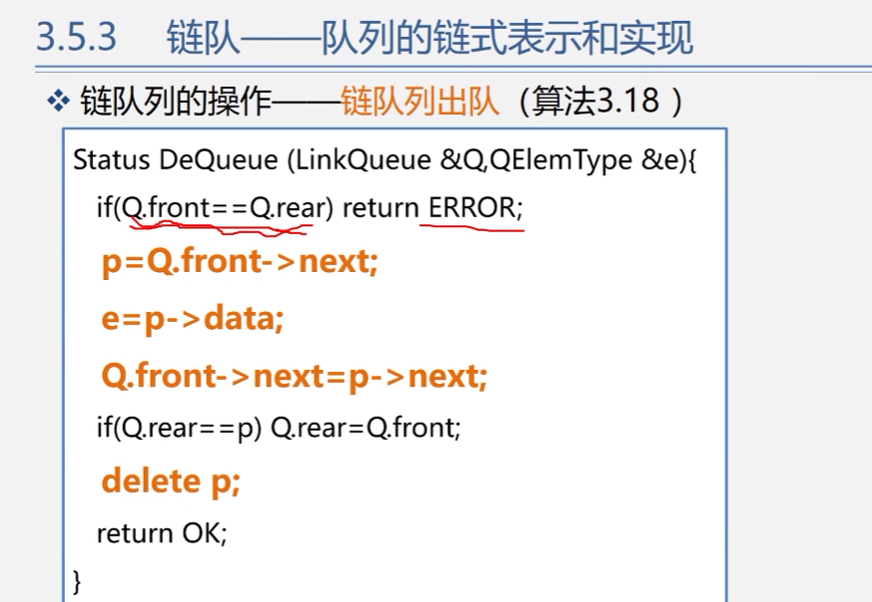 3.5.3 链队——队列的链式表示和实现
❖ 链队列的操作——链队列出队（算法3.18 ）
Status DeQueue (LinkQueue &Q,QElemType &e){
if(Q.front==Q.rear) return ERROR;
p=Q.front->next;
e=p->data;
Q.front->next=p->next;
if(Q.rear==p) Q.rear=Q.front;
delete p;
return OK;
}